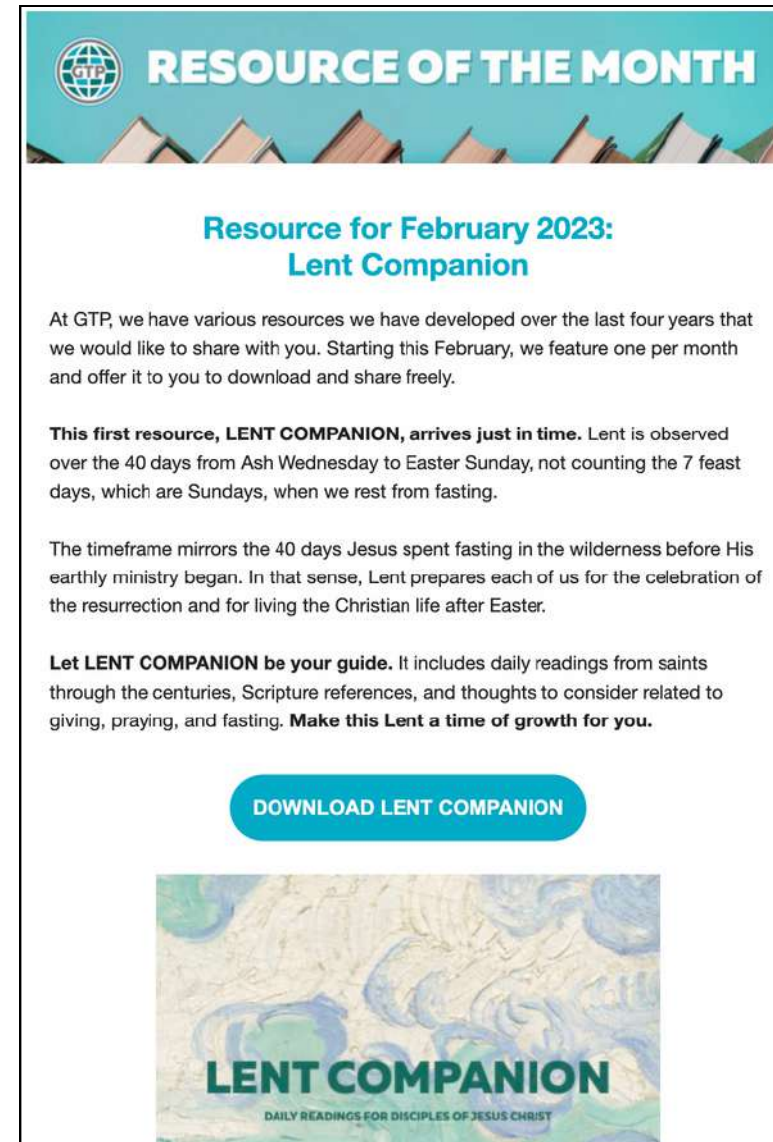 GTP
RESOURCE OF THE MONTH
Resource for February 2023:
Lent Companion
At GTP, we have various resources we have developed over the last four years that
we would like to share with you. Starting this February, we feature one per month
and offer it to you to download and share freely.
This first resource, LENT COMPANION, arrives just in time. Lent is observed
over the 40 days from Ash Wednesday to Easter Sunday, not counting the 7 feast
days, which are Sundays, when we rest from fasting.
The timeframe mirrors the 40 days Jesus spent fasting in the wilderness before His
earthly ministry began. In that sense, Lent prepares each of us for the celebration of
the resurrection and for living the Christian life after Easter.
Let LENT COMPANION be your guide. It includes daily readings from saints
through the centuries, Scripture references, and thoughts to consider related to
giving, praying, and fasting. Make this Lent a time of growth for you.
DOWNLOAD LENT COMPANION
LENT COMPANION
DAILY READINGS FOR DISCIPLES OF JESUS CHRIST